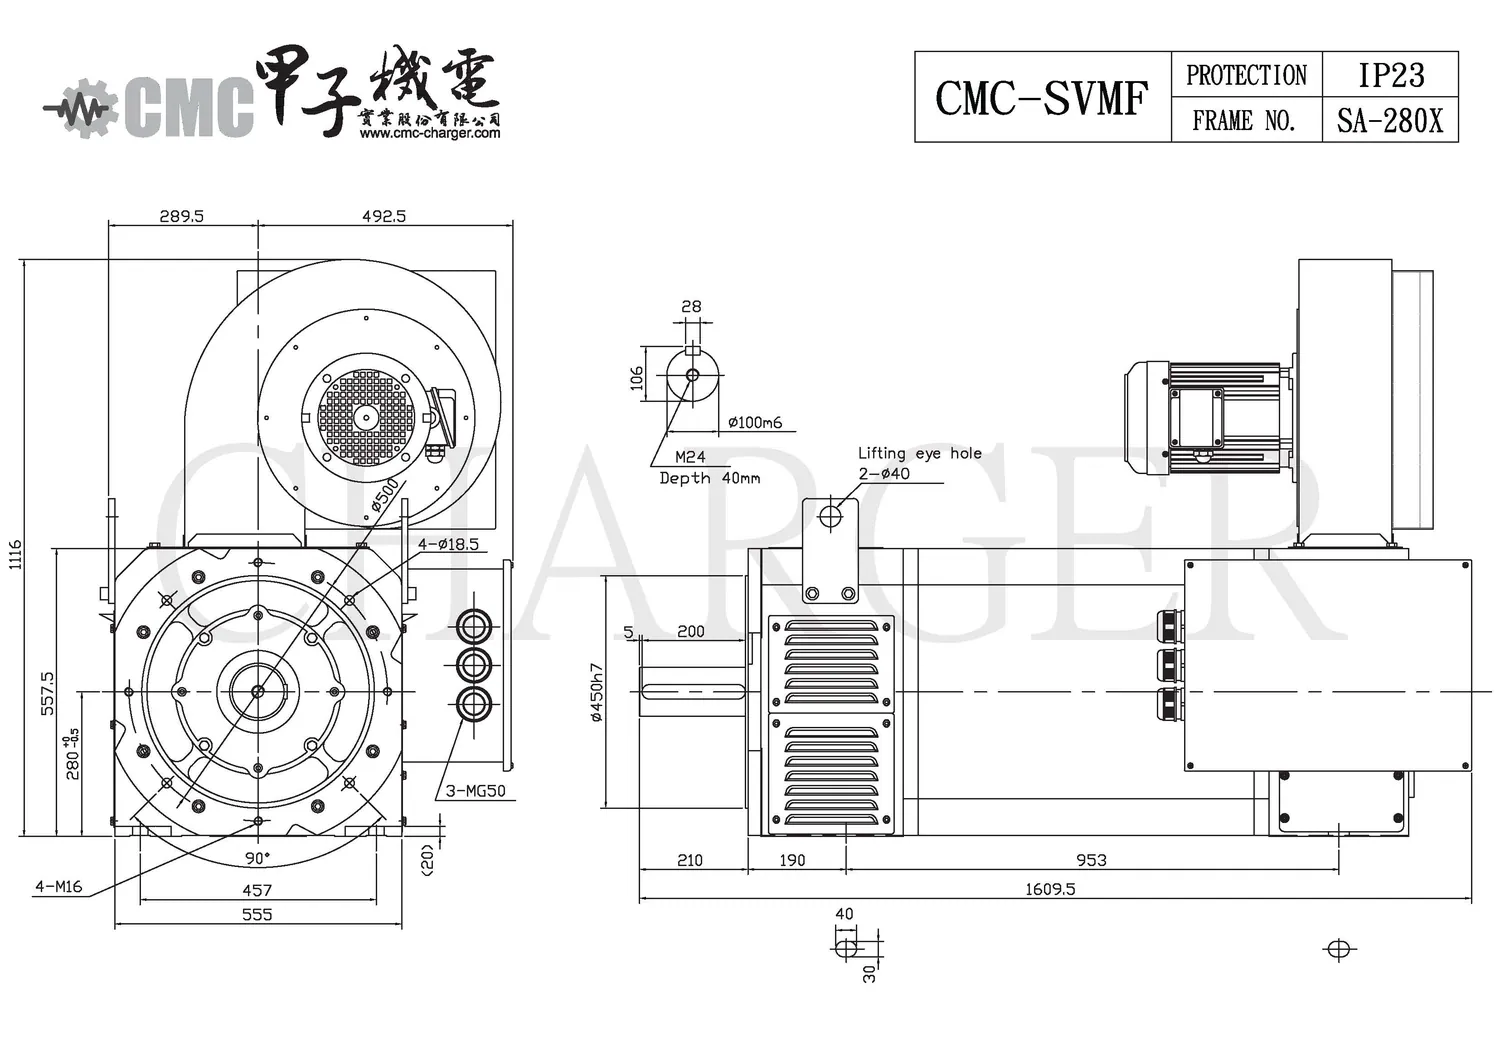 CMC 甲子機電
實業股份有限公司
www.cmc-charger.com
CMC-SVMF
PROTECTION IP23
FRAME NO. SA-280X
289.5 492.5
1116
557.5
280 +0 -0.5
Ø500
4-Ø18.5
3-MG50
(20)
90°
4-M16
457
555
28
106
Ø100m6
M24
Depth 40mm
Lifting eye hole
2-Ø40
5 200
Ø450h7
210 190 953
1609.5
40
30
CHARGER